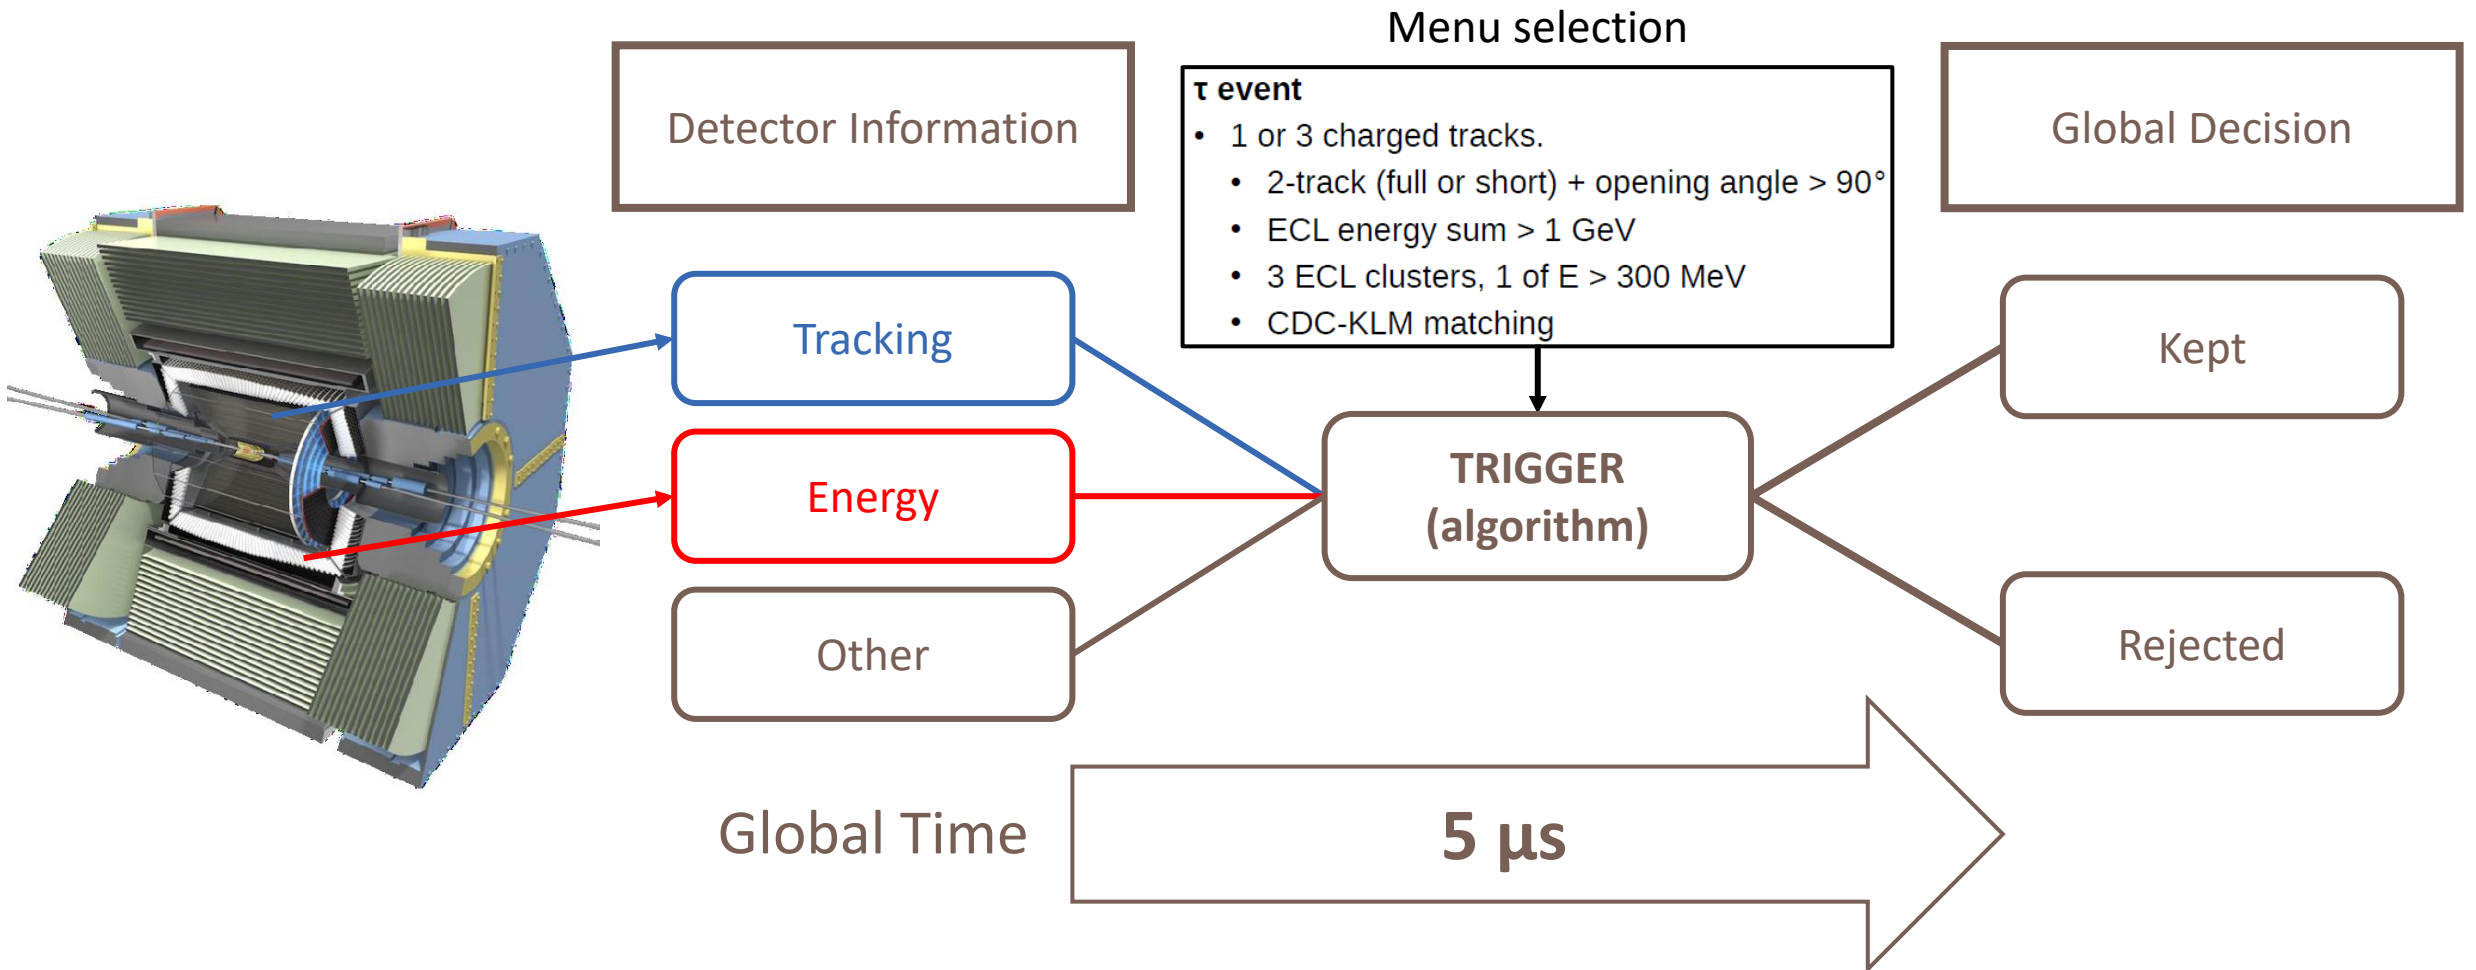 Menu selection
Detector Information
τ event
• 1 or 3 charged tracks.
• 2-track (full or short) + opening angle > 90°
• ECL energy sum > 1 GeV
• 3 ECL clusters, 1 of E > 300 MeV
• CDC-KLM matching
Global Decision
Tracking
Energy
Other
TRIGGER
(algorithm)
Kept
Rejected
Global Time
5 µs